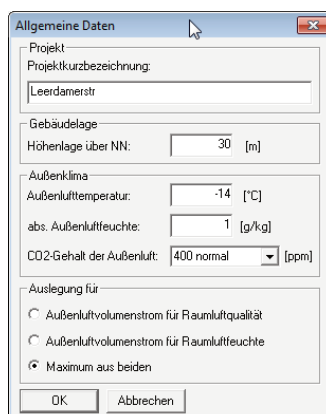 Allgemeine Daten
Projekt
Projektkurzbezeichnung:
Leerdamerstr
Gebäudelage
Höhenlage über NN: 30 [m]
Außenklima
Außenlufttemperatur: -14 [°C]
abs. Außenluftfeuchte: 1 [g/kg]
CO2-Gehalt der Außenluft: 400 normal [ppm]
Auslegung für
Außenluftvolumenstrom für Raumluftqualität
Außenluftvolumenstrom für Raumluftfeuchte
Maximum aus beiden
OK Abbrechen